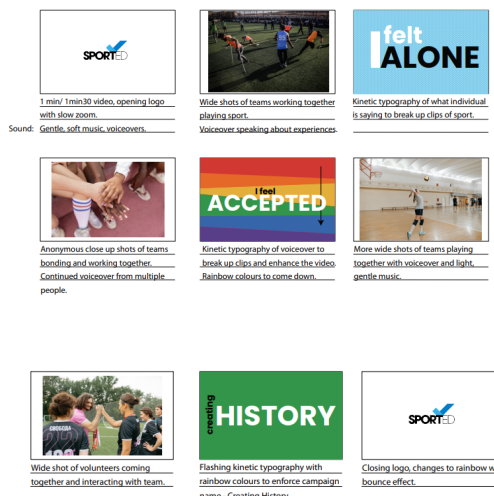 SPORTED
1 min/ 1min30 video, opening logo
with slow zoom.
Sound: Gentle, soft music, voiceovers.
Wide shots of teams working together
playing sport.
Voiceover speaking about experiences.
I felt
ALONE
Kinetic typography of what individual
is saying to break up clips of sport.
Anonymous close up shots of teams
bonding and working together.
Continued voiceover from multiple
people.
I feel
ACCEPTED
Kinetic typography of voiceover to
break up clips and enhance the video.
Rainbow colours to come down.
More wide shots of teams playing
together with voiceover and light,
gentle music.
Wide shot of volunteers coming
together and interacting with team.
creating
HISTORY
Flashing kinetic typography with
rainbow colours to enforce campaign
name - Creating History
SPORTED
Closing logo, changes to rainbow w
bounce effect.